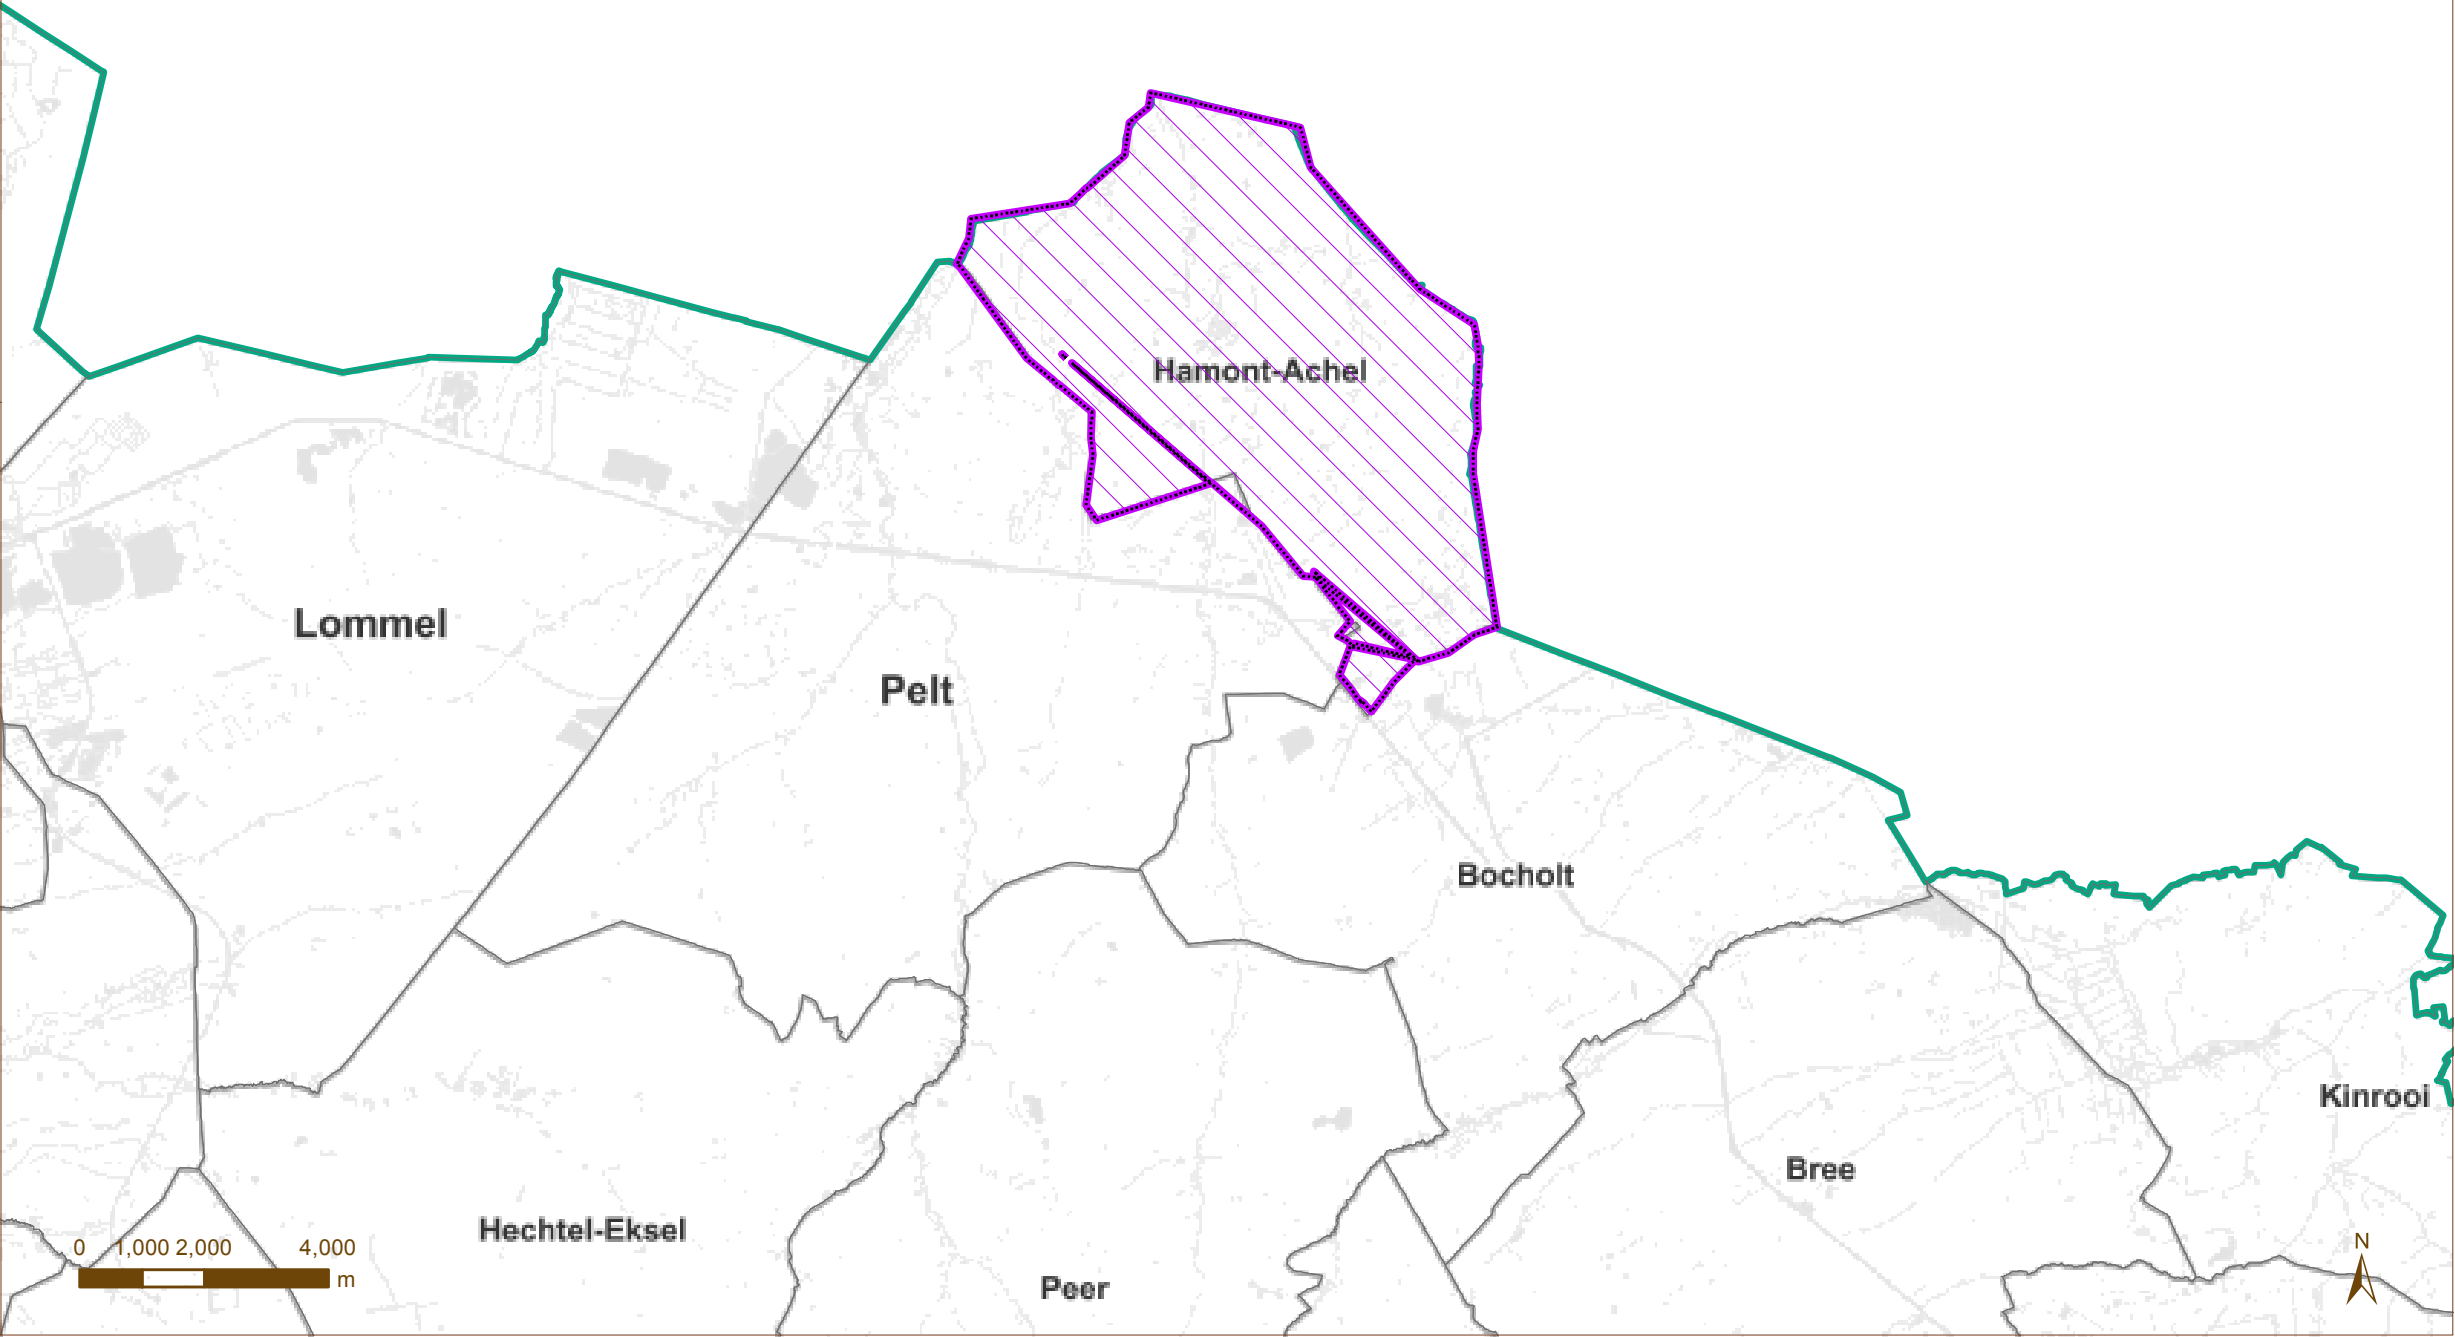 Hamont-Achel
Lommel
Pelt
Bocholt
Kinrooi
Bree
Hechtel-Eksel
Peer
0 1,000 2,000 4,000
m
N